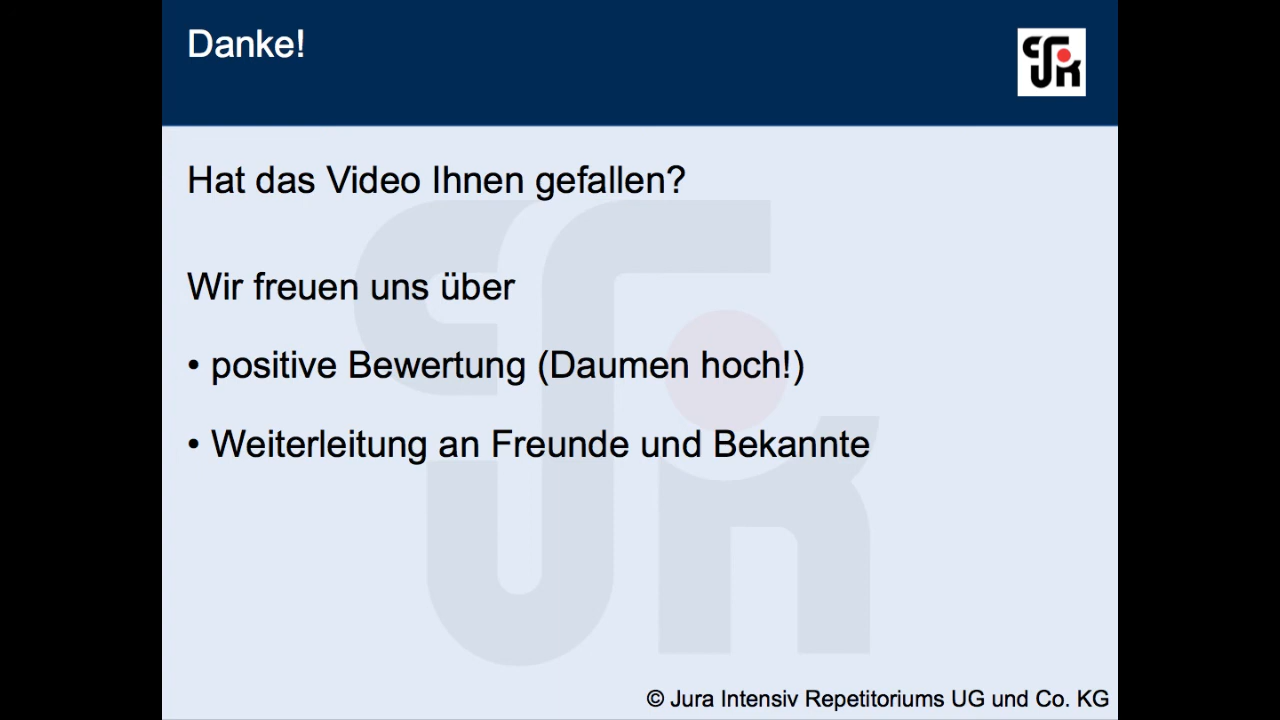 Danke!
Hat das Video Ihnen gefallen?
Wir freuen uns über
• positive Bewertung (Daumen hoch!)
• Weiterleitung an Freunde und Bekannte
© Jura Intensiv Repetitoriums UG und Co. KG